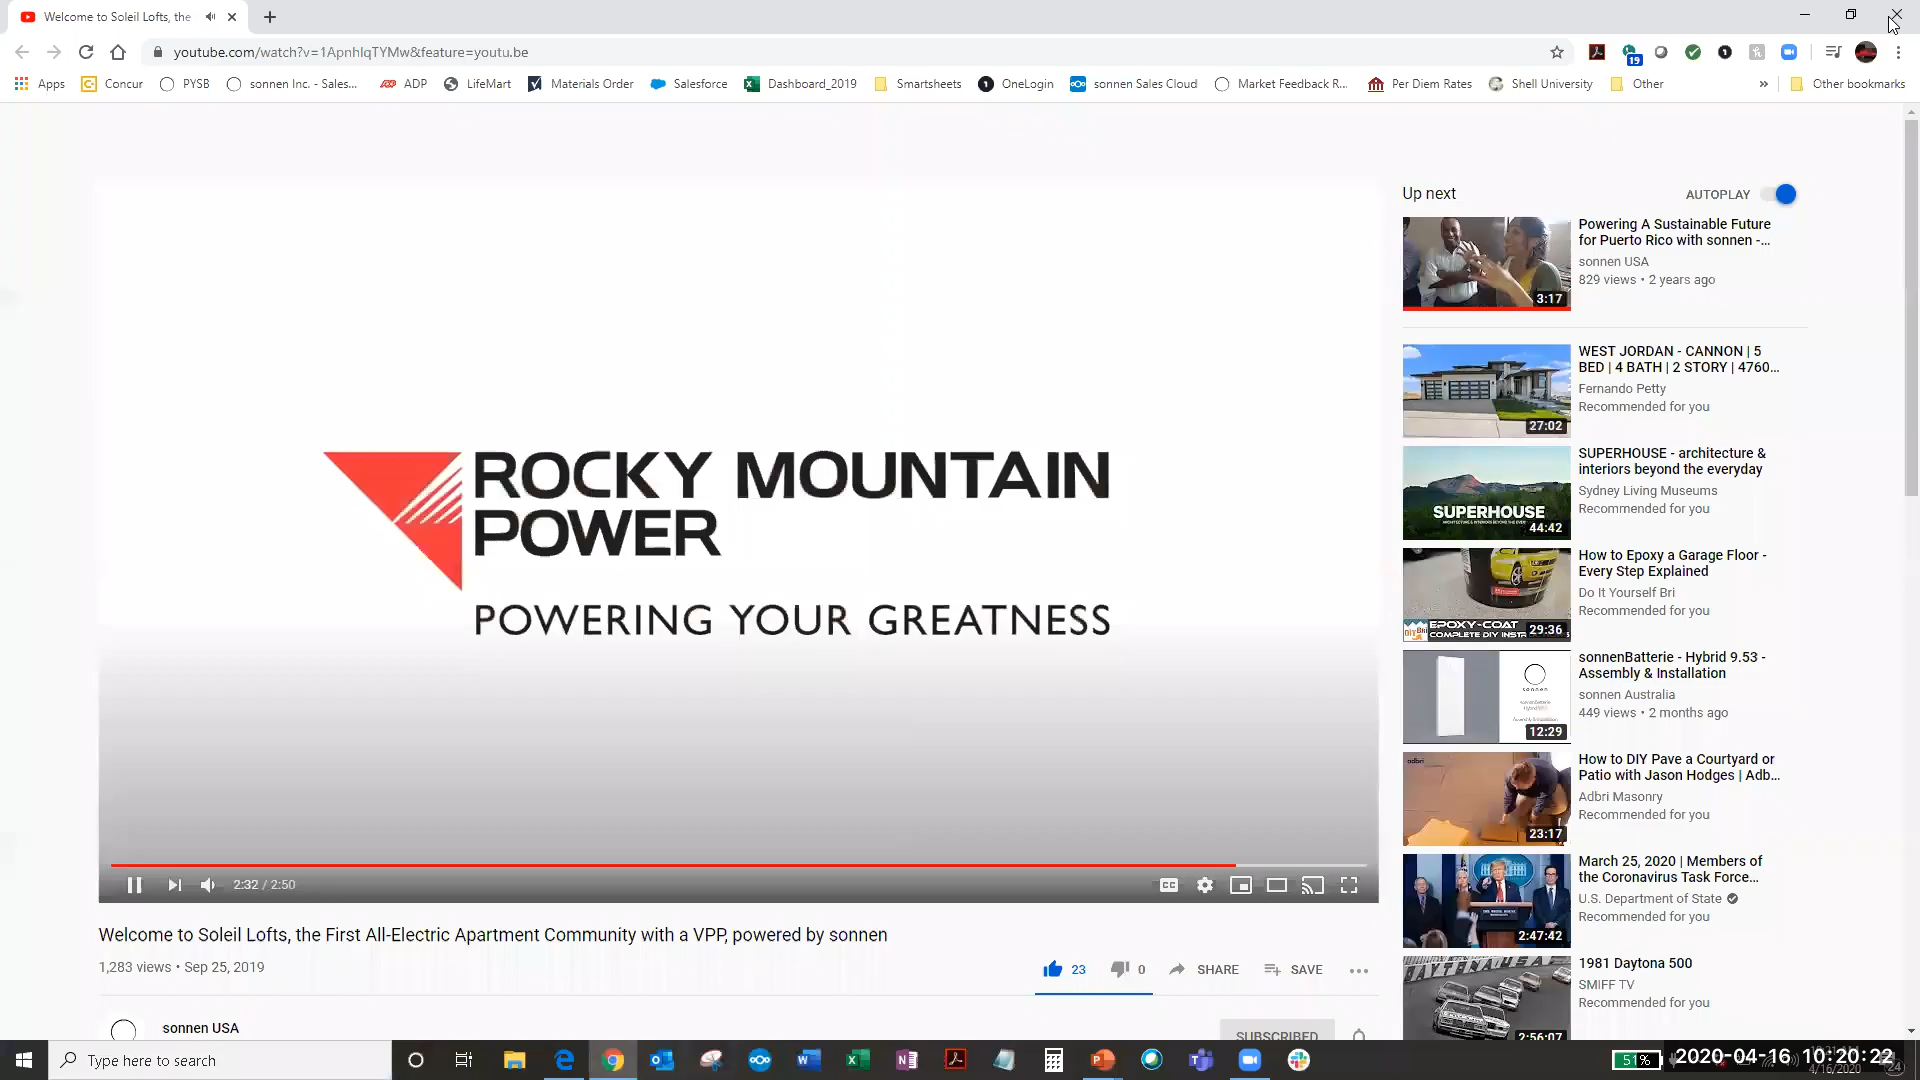 Welcome to Soleil Lofts, the
youtube.com/watch?v=1ApnhlqTYMw&feature=youtu.be
19
Apps
Concur
PYSB
sonnen Inc. - Sales...
ADP
LifeMart
Materials Order
Salesforce
Dashboard_2019
Smartsheets
OneLogin
sonnen Sales Cloud
Market Feedback R...
Per Diem Rates
Shell University
Other
»
Other bookmarks
ROCKY MOUNTAIN
POWER
POWERING YOUR GREATNESS
2:32 / 2:50
CC
Welcome to Soleil Lofts, the First All-Electric Apartment Community with a VPP, powered by sonnen
1,283 views • Sep 25, 2019
23
0
SHARE
SAVE
sonnen USA
SUBSCRIBED
Up next
AUTOPLAY
3:17
Powering A Sustainable Future
for Puerto Rico with sonnen -...
sonnen USA
829 views • 2 years ago
27:02
WEST JORDAN - CANNON | 5
BED | 4 BATH | 2 STORY | 4760...
Fernando Petty
Recommended for you
SUPERHOUSE
44:42
SUPERHOUSE - architecture &
interiors beyond the everyday
Sydney Living Museums
Recommended for you
EPOXY-COAT
COMPLETE DIY
29:36
How to Epoxy a Garage Floor -
Every Step Explained
Do It Yourself Bri
Recommended for you
sonnen
12:29
sonnenBatterie - Hybrid 9.53 -
Assembly & Installation
sonnen Australia
449 views • 2 months ago
adbri
23:17
How to DIY Pave a Courtyard or
Patio with Jason Hodges | Adb...
Adbri Masonry
Recommended for you
2:47:42
March 25, 2020 | Members of
the Coronavirus Task Force...
U.S. Department of State
Recommended for you
DAYTONA USA
2:56:07
1981 Daytona 500
SMIFF TV
Recommended for you
Type here to search
51%
2020-04-16 10:20:22
4/16/2020
24